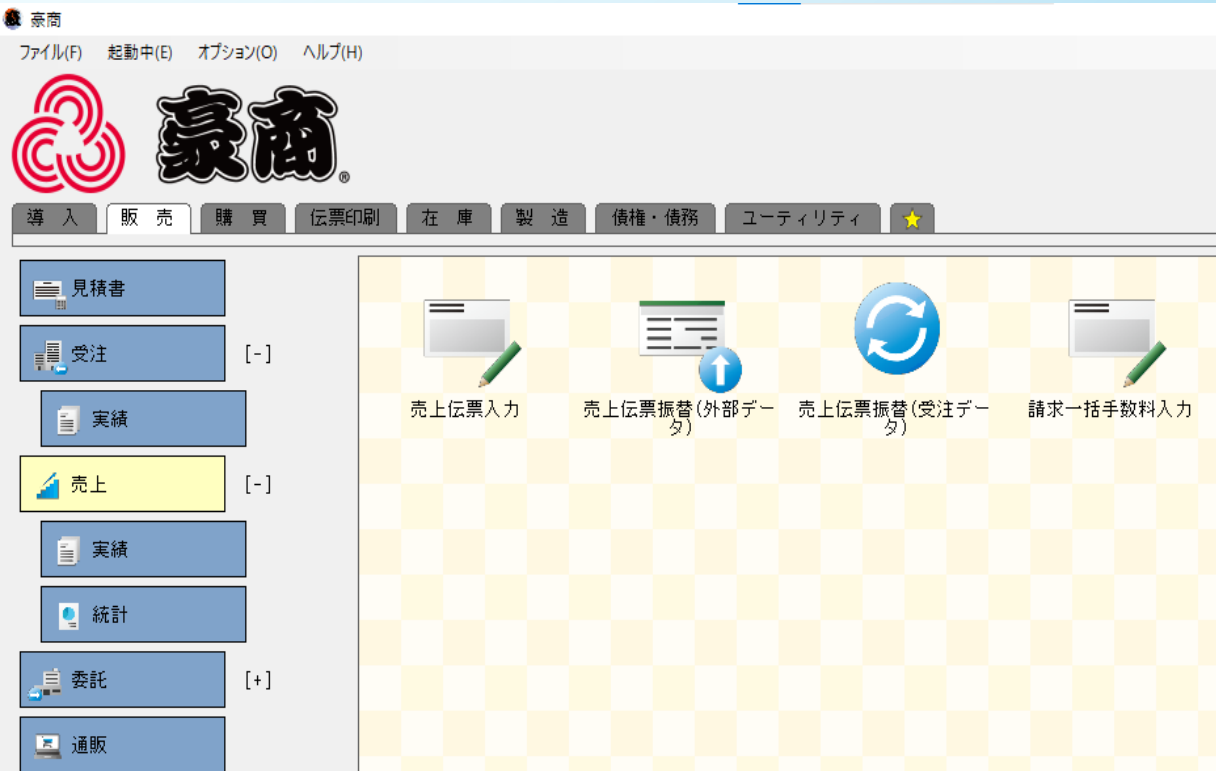 豪商
ファイル(F) 起動中(E) オプション(O) ヘルプ(H)
豪商®
導 入 販 売 購 買 伝票印刷 在 庫 製 造 債権・債務 ユーティリティ
見積書
受注 [-]
実績
売上 [-]
実績
統計
委託 [+]
通販
売上伝票入力
売上伝票振替(外部デー
タ)
売上伝票振替(受注デー
タ)
請求一括手数料入力